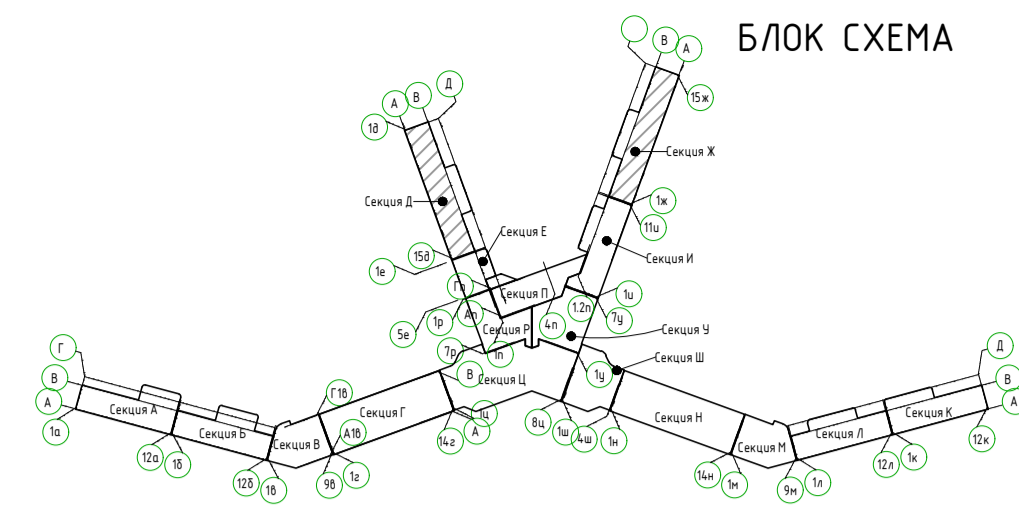 БЛОК СХЕМА
В
А
15ж
Д
В
А
1д
Секция Ж
Секция Д
1ж
11и
Секция Е
Секция И
15д
1е
Гп
Секция П
1и
1.2п
7у
Ап
1р
5е
4п
Секция Р
Секция У
7р
1п
1у
Секция Ш
Г
В
А
1а
Секция А
Секция Б
12а
1б
12б
1в
Секция В
Г1в
А1в
9в
1г
Секция Г
В
Секция Ц
1ц
А
14г
8ц
1ш
4ш
1н
Секция Н
14н
1м
Секция М
9м
1л
Секция Л
12л
1к
Секция К
12к
Д
В
А